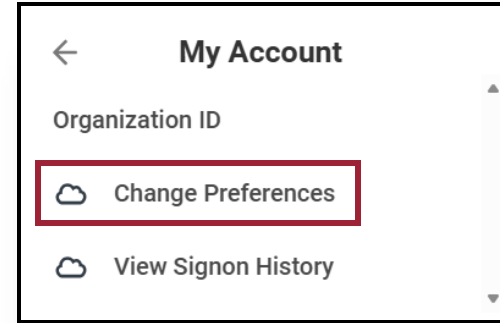 My Account
Organization ID
Change Preferences
View Signon History